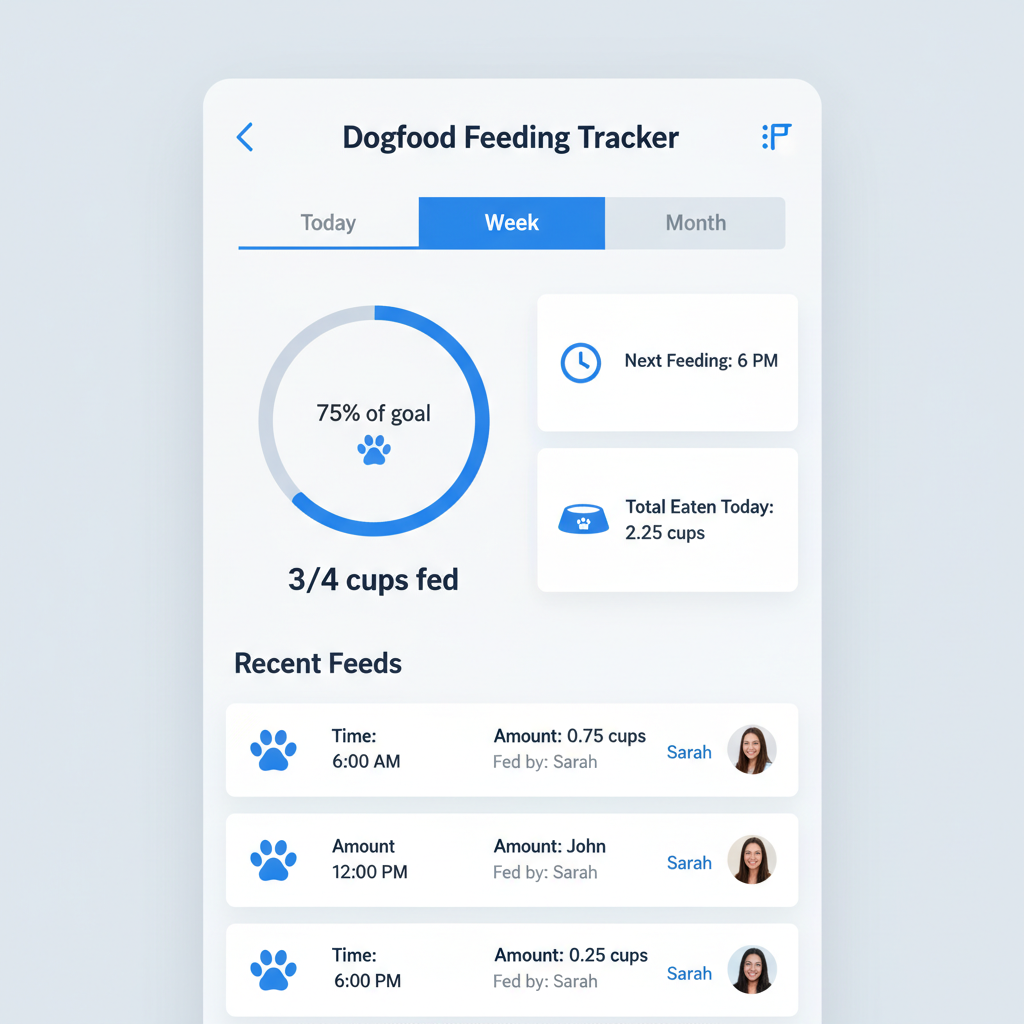 Dogfood Feeding Tracker
Today
Week
Month
75% of goal
3/4 cups fed
Next Feeding: 6 PM
Total Eaten Today:
2.25 cups
Recent Feeds
Time:
6:00 AM
Amount: 0.75 cups
Fed by: Sarah
Sarah
Amount
12:00 PM
Amount: John
Fed by: Sarah
Sarah
Time:
6:00 PM
Amount: 0.25 cups
Fed by: Sarah
Sarah